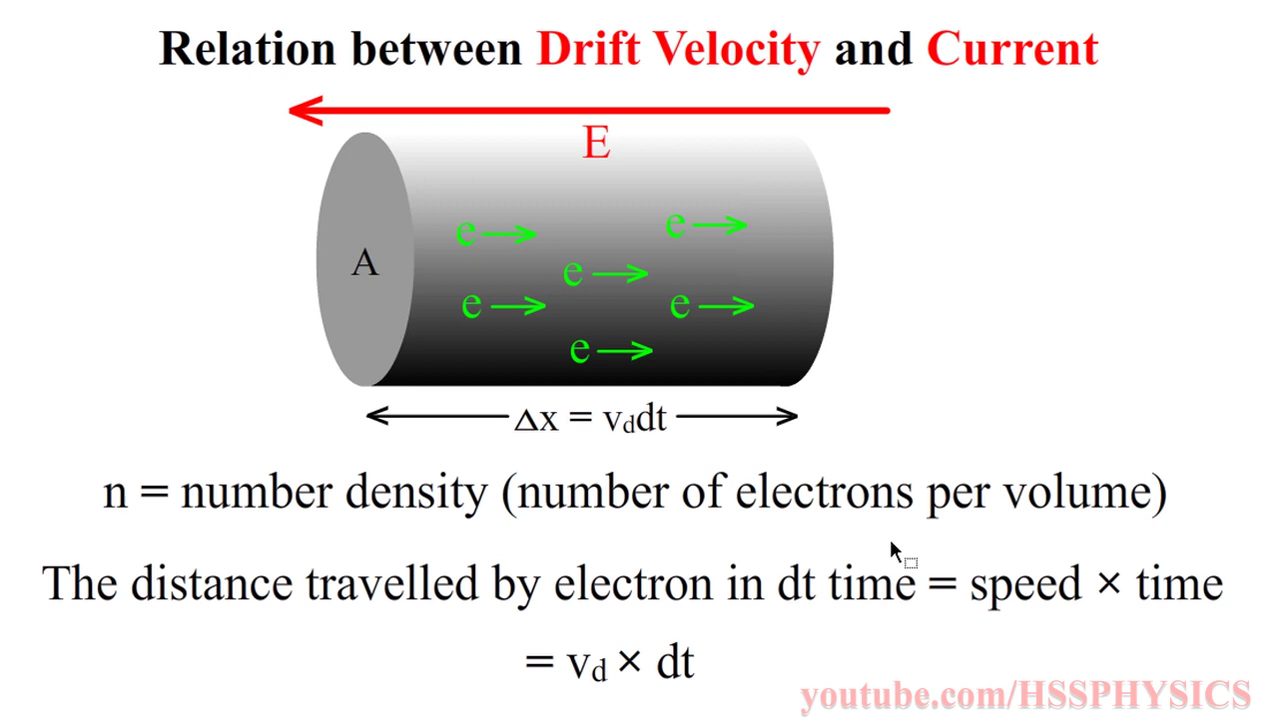 Relation between Drift Velocity and Current
E
e
e
A
e
e
e
e
Δx = vddt
n = number density (number of electrons per volume)
The distance travelled by electron in dt time = speed × time
= vd × dt
youtube.com/HSSPHYSICS